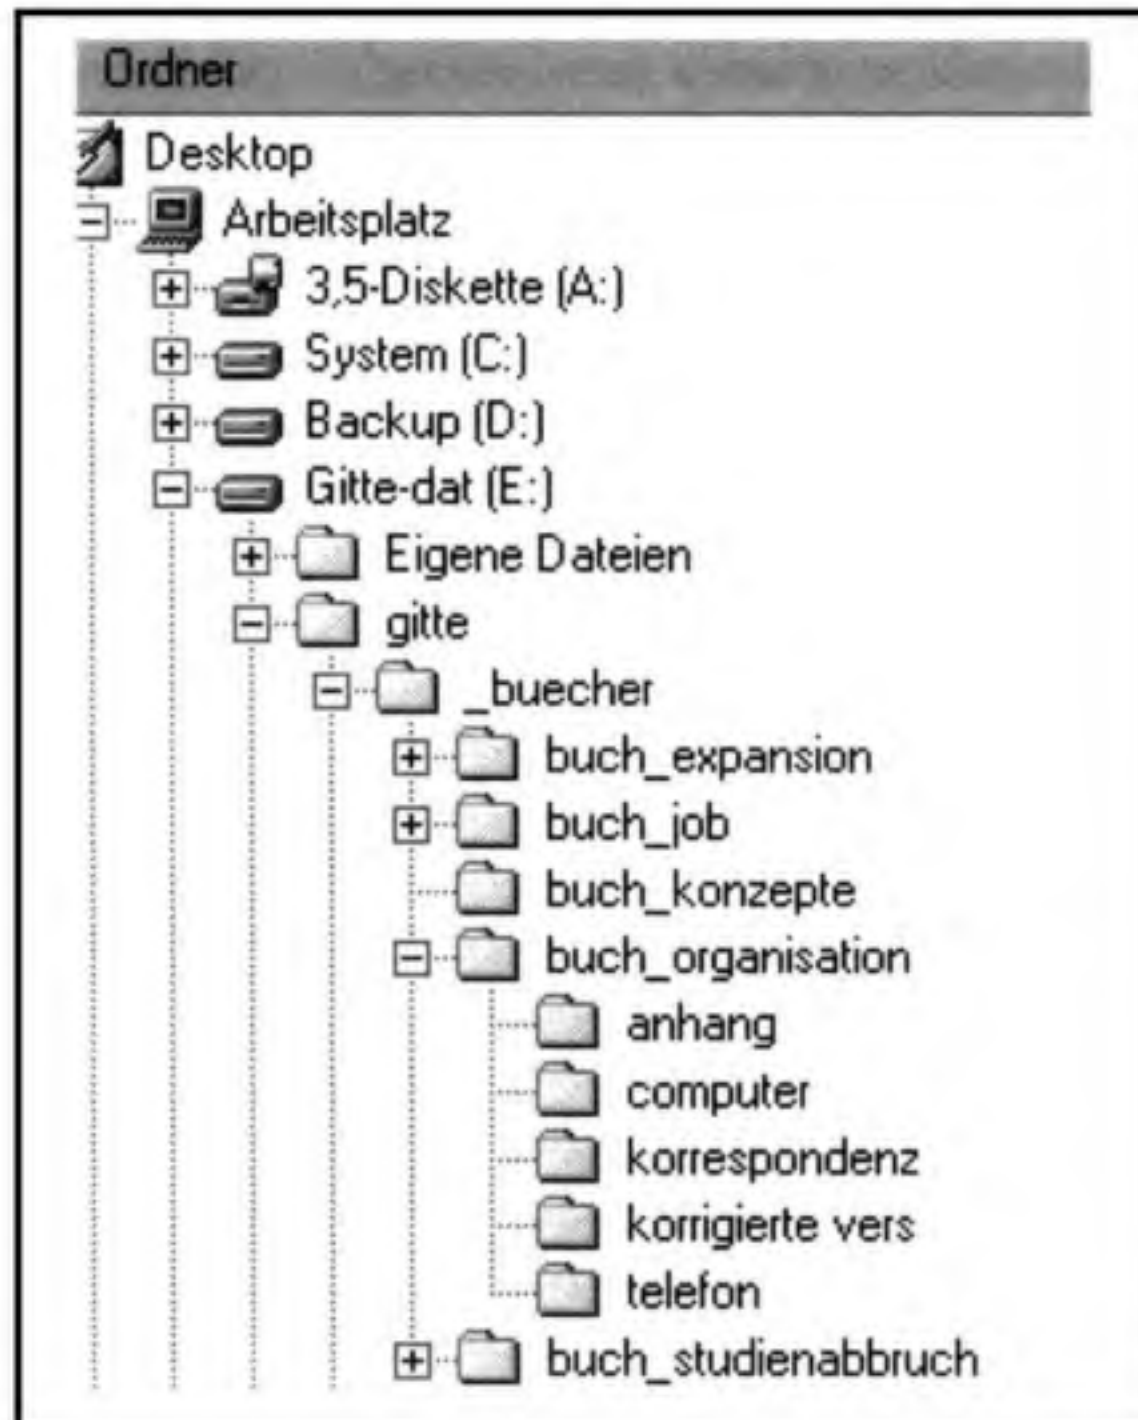 Ordner
Desktop
Arbeitsplatz
3,5-Diskette (A:)
System (C:)
Backup (D:)
Gitte-dat (E:)
Eigene Dateien
gitte
_buecher
buch_expansion
buch_job
buch_konzepte
buch_organisation
anhang
computer
korrespondenz
korrigierte vers
telefon
buch_studienabbruch